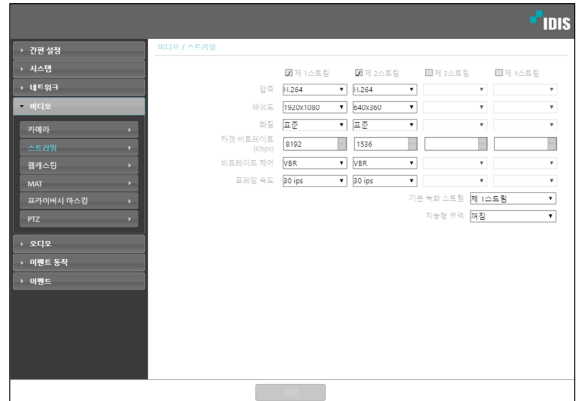 IDIS
간편 설정
시스템
네트워크
비디오
카메라
스트리밍
웹캐스팅
MAT
프라이버시 마스킹
PTZ
오디오
이벤트 동작
이벤트
비디오 / 스트리밍
제 1스트림 제 2스트림 제 3스트림 제 4스트림
압축 H.264 H.264
해상도 1920x1080 640x360
화질 표준 표준
타겟 비트레이트 (Kbps) 8192 1536
비트레이트 제어 VBR VBR
프레임 속도 30 ips 30 ips
기본 녹화 스트림 제 1스트림
지능형 코덱 꺼짐
저장